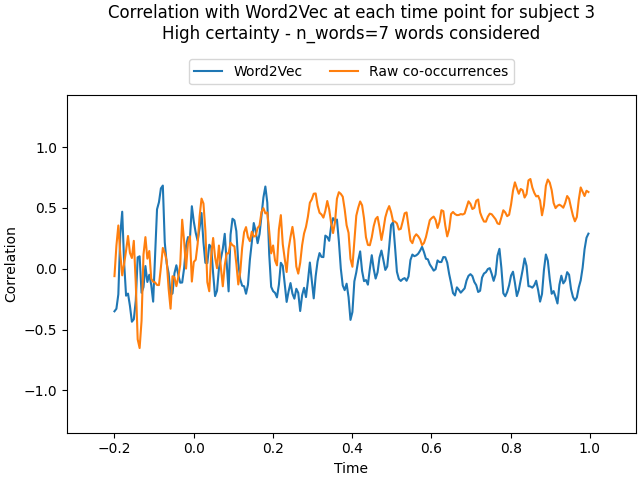 Correlation with Word2Vec at each time point for subject 3
High certainty - n_words=7 words considered
Word2Vec
Raw co-occurrences
1.0
0.5
0.0
−0.5
−1.0
Correlation
−0.2
0.0
0.2
0.4
0.6
0.8
1.0
Time